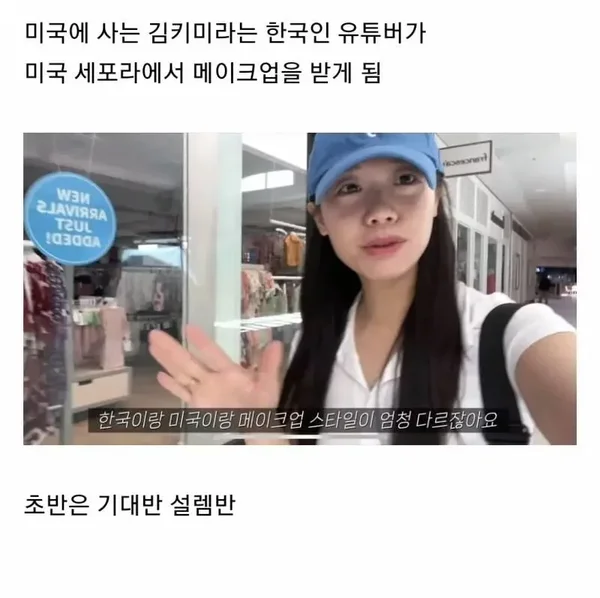 미국에 사는 김키미라는 한국인 유튜버가
미국 세포라에서 메이크업을 받게 됨
francesca's
NEW
ARRIVALS
JUST
ADDED!
한국이랑 미국이랑 메이크업 스타일이 엄청 다르잖아요
초반은 기대반 설렘반